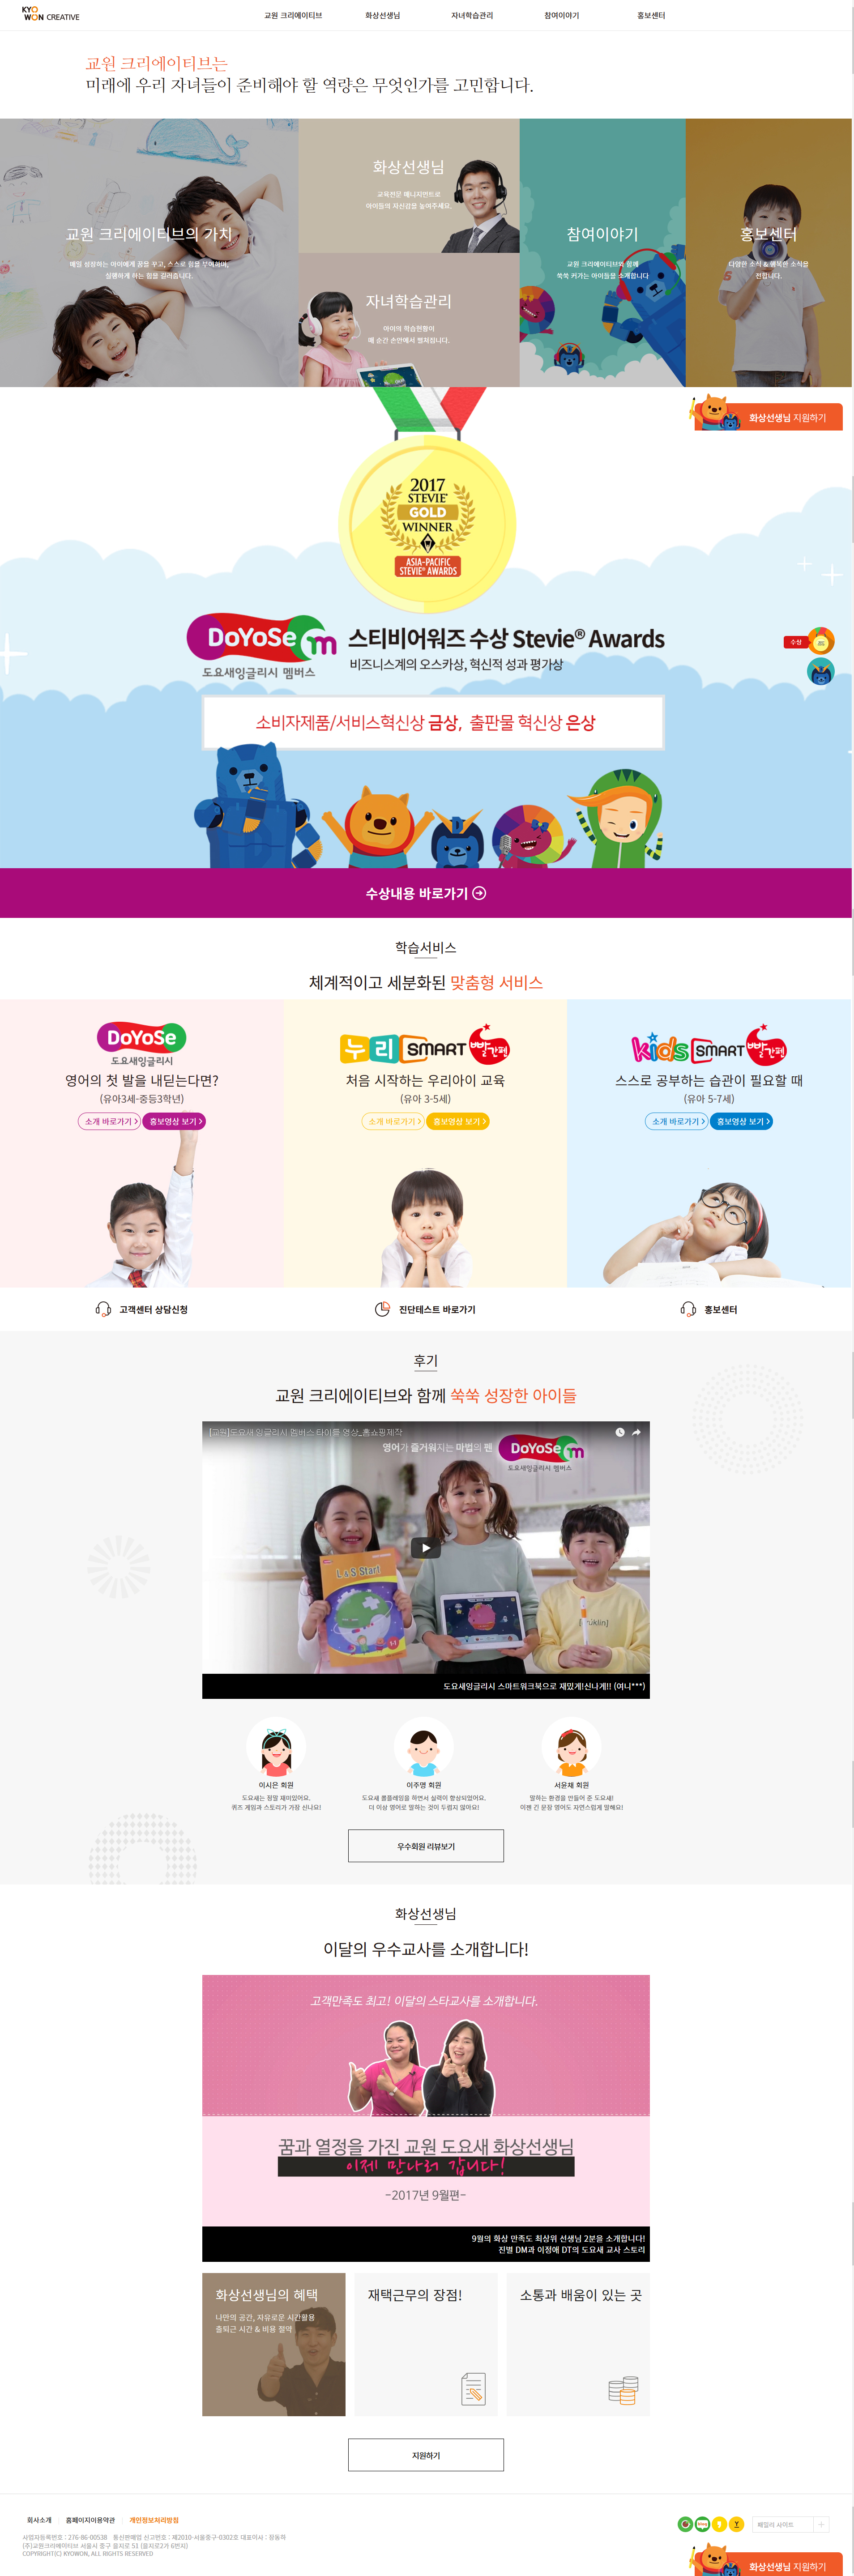 KYO
WON CREATIVE
교원 크리에이티브
화상선생님
자녀학습관리
참여이야기
홍보센터
교원 크리에이티브는
미래에 우리 자녀들이 준비해야 할 역량은 무엇인가를 고민합니다.
교원 크리에이티브의 가치
매일 성장하는 아이에게 꿈을 꾸고, 스스로 힘을 부여하며,
실행하게 하는 힘을 길러줍니다.
화상선생님
교육전문 매니지먼트로
아이들의 자신감을 높여주세요.
자녀학습관리
아이의 학습현황이
매 순간 손안에서 펼쳐집니다.
참여이야기
교원 크리에이티브와 함께
쑥쑥 커가는 아이들을 소개합니다
홍보센터
다양한 소식 & 행복한 소식을
전합니다.
화상선생님 지원하기
2017
STEVIE®
GOLD
WINNER
ASIA-PACIFIC
STEVIE® AWARDS
DoYoSe m
도요새잉글리시 멤버스
스티비어워즈 수상 Stevie® Awards
비즈니스계의 오스카상, 혁신적 성과 평가상
수상
소비자제품/서비스혁신상 금상, 출판물 혁신상 은상
수상내용 바로가기
학습서비스
체계적이고 세분화된 맞춤형 서비스
DoYoSe
도요새잉글리시
영어의 첫 발을 내딛는다면?
(유아3세-중등3학년)
소개 바로가기
홍보영상 보기
누리 SMART 빨간펜
처음 시작하는 우리아이 교육
(유아 3-5세)
소개 바로가기
홍보영상 보기
kids SMART 빨간펜
스스로 공부하는 습관이 필요할 때
(유아 5-7세)
소개 바로가기
홍보영상 보기
고객센터 상담신청
진단테스트 바로가기
홍보센터
후기
교원 크리에이티브와 함께 쑥쑥 성장한 아이들
[교원]도요새 잉글리시 멤버스 타이틀 영상_홈쇼핑제작
영어가 즐거워지는 마법의 펜
DoYoSe m
도요새잉글리시 멤버스
L&S Start
도요새잉글리시 스마트워크북으로 재밌게!신나게!! (여니***)
이시은 회원
도요새는 정말 재미있어요.
퀴즈 게임과 스토리가 가장 신나요!
이주영 회원
도요새 롤플레잉을 하면서 실력이 향상되었어요.
더 이상 영어로 말하는 것이 두렵지 않아요!
서윤채 회원
말하는 환경을 만들어 준 도요새!
이젠 긴 문장 영어도 자연스럽게 말해요!
우수회원 리뷰보기
화상선생님
이달의 우수교사를 소개합니다!
고객만족도 최고! 이달의 스타교사를 소개합니다.
꿈과 열정을 가진 교원 도요새 화상선생님
이제 만나러 갑니다!
-2017년 9월편-
9월의 화상 만족도 최상위 선생님 2분을 소개합니다!
진별 DM과 이정애 DT의 도요새 교사 스토리
화상선생님의 혜택
나만의 공간, 자유로운 시간활용
출퇴근 시간 & 비용 절약
재택근무의 장점!
소통과 배움이 있는 곳
지원하기
회사소개
홈페이지이용약관
개인정보처리방침
패밀리 사이트
사업자등록번호 : 276-86-00538 통신판매업 신고번호 : 제2010-서울중구-0302호 대표이사 : 장동하
(주)교원크리에이티브 서울시 중구 을지로 51 (을지로2가 6번지)
COPYRIGHT(C) KYOWON, ALL RIGHTS RESERVED
화상선생님 지원하기